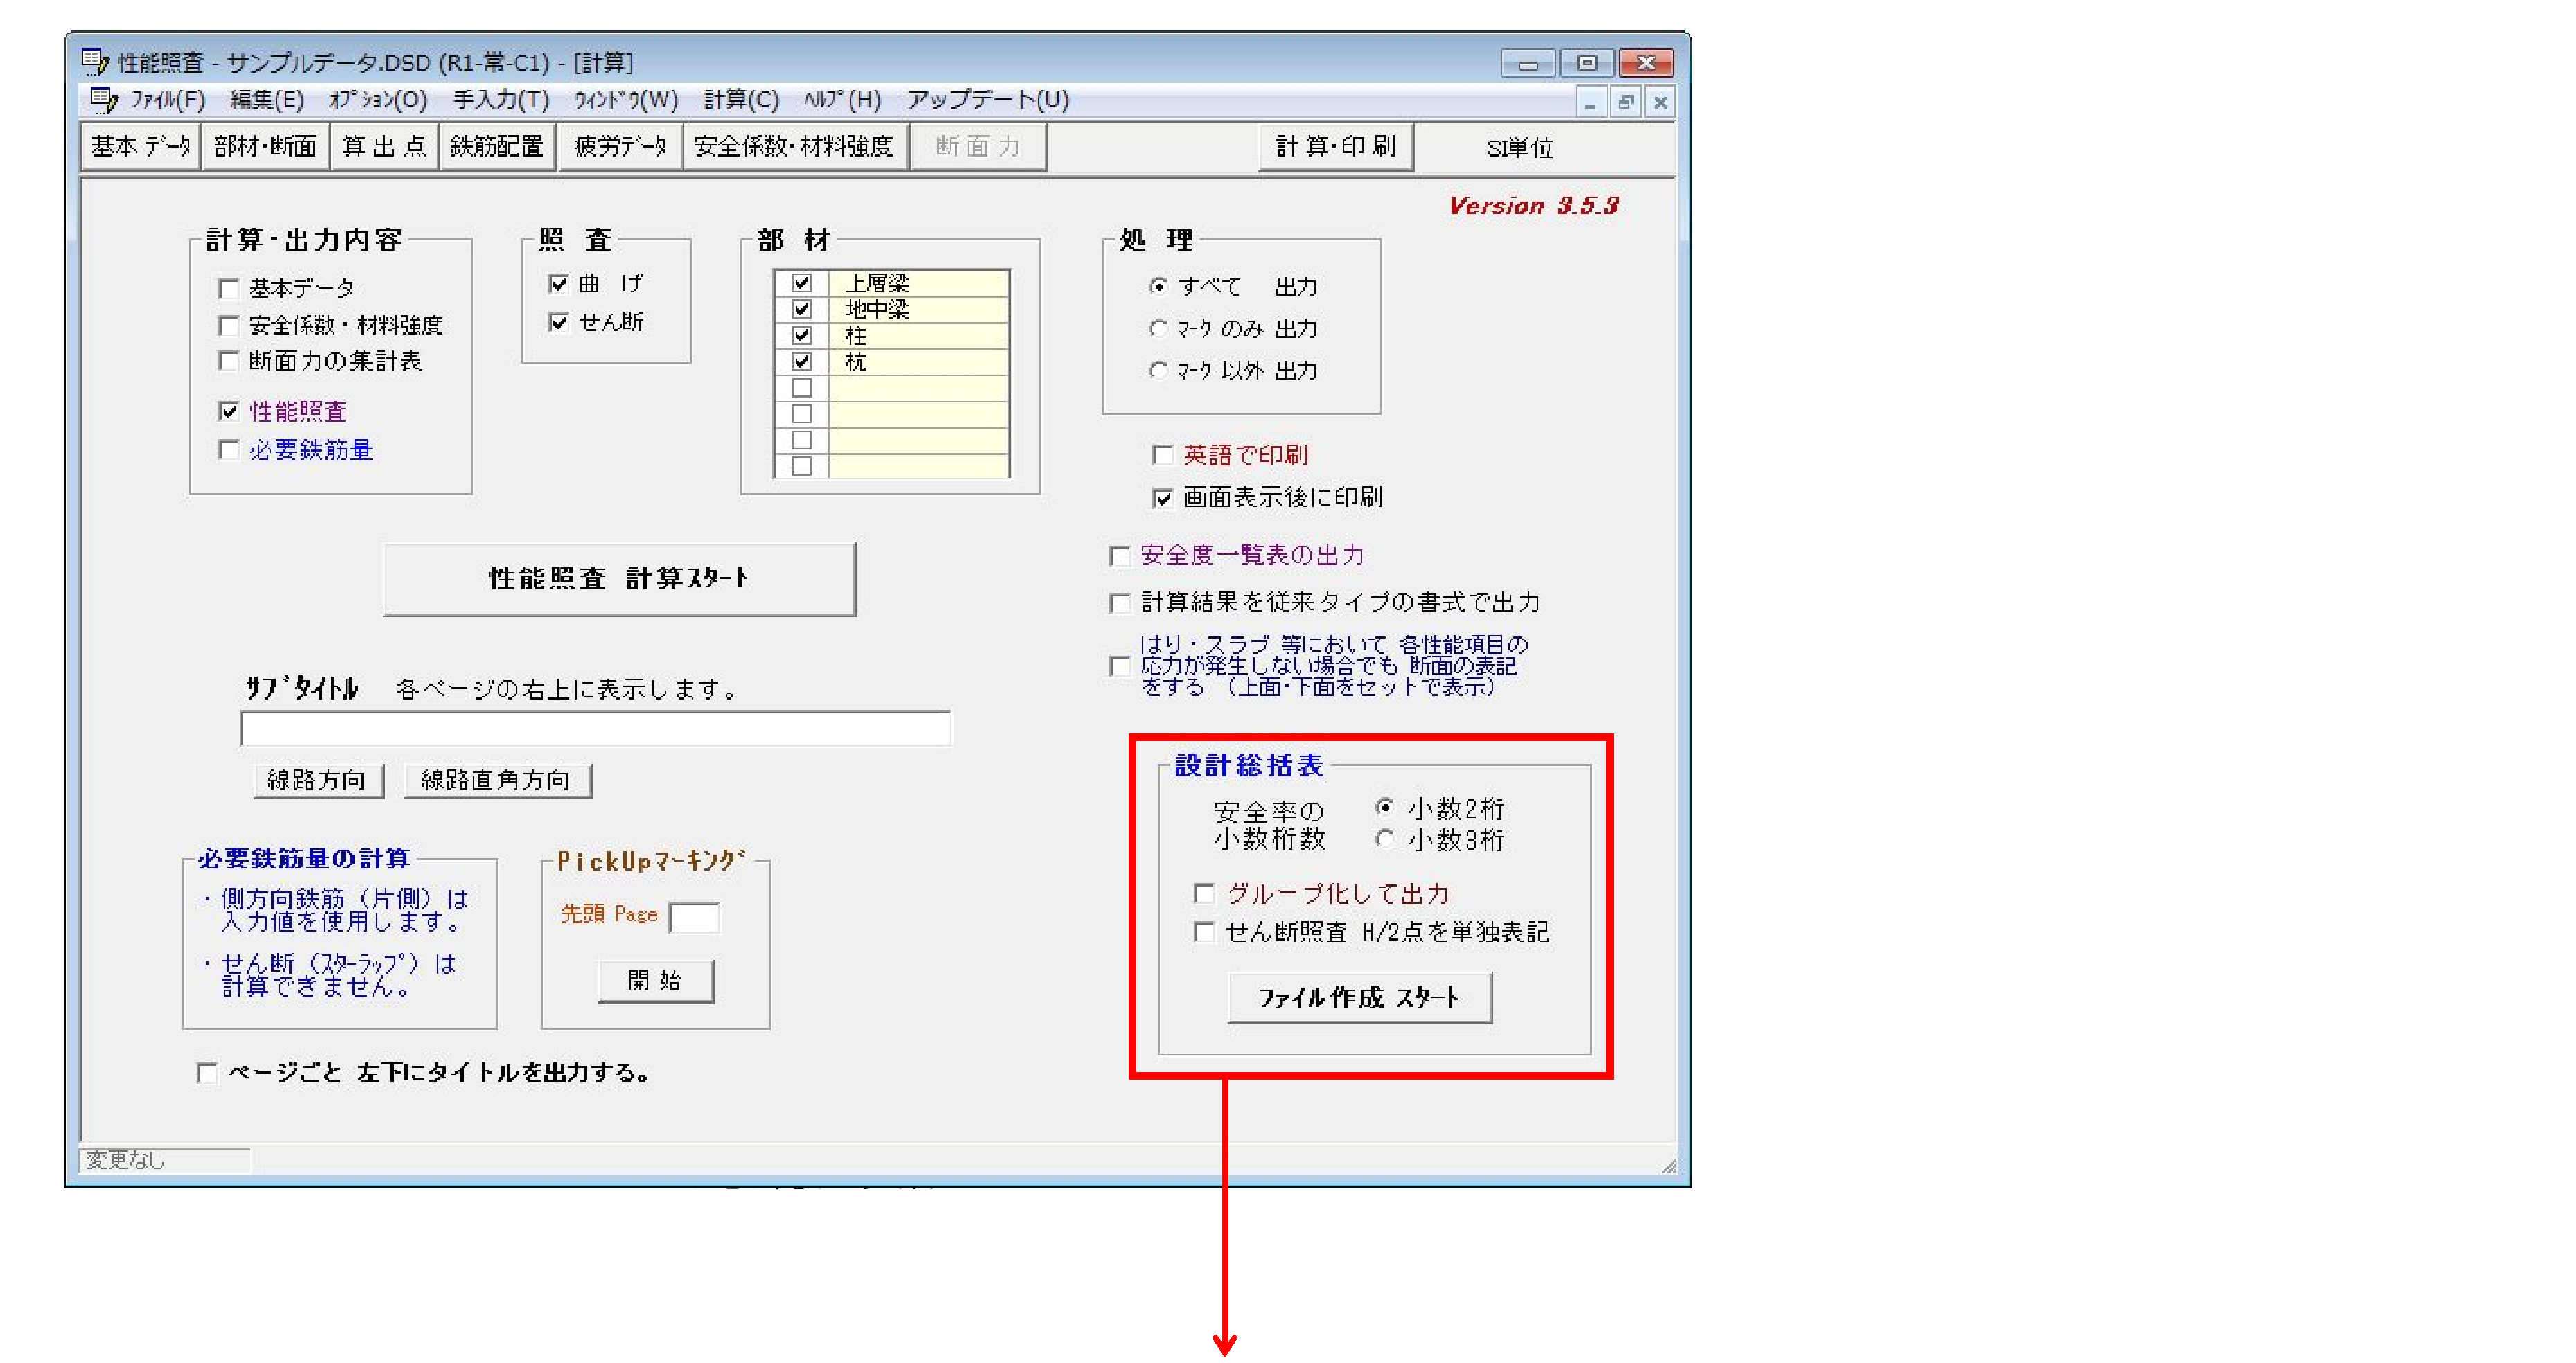 性能照査 - サンプルデータ.DSD (R1-常-C1) - [計算]
ﾌｧｲﾙ(F) 編集(E) ｵﾌﾟｼｮﾝ(O) 手入力(T) ｳｨﾝﾄﾞｳ(W) 計算(C) ﾍﾙﾌﾟ(H) アップデート(U)
基本 ﾃﾞｰﾀ 部材･断面 算 出 点 鉄筋配置 疲労ﾃﾞｰﾀ 安全係数･材料強度 断 面 力 計 算･印 刷 SI単位
Version 3.5.3
計算・出力内容
基本データ
安全係数・材料強度
断面力の集計表
性能照査
必要鉄筋量
照 査
曲 げ
せん断
部 材
上層梁
地中梁
柱
杭
処 理
すべて 出力
ﾏｰｸ のみ 出力
ﾏｰｸ 以外 出力
英語で印刷
画面表示後に印刷
性能照査 計算ｽﾀｰﾄ
安全度一覧表の出力
計算結果を従来タイプの書式で出力
はり・スラブ 等において 各性能項目の
応力が発生しない場合でも 断面の表記
をする （上面･下面をセットで表示）
ｻﾌﾞﾀｲﾄﾙ 各ページの右上に表示します。
線路方向 線路直角方向
設計総括表
安全率の
小数桁数
小数2桁
小数3桁
グループ化して出力
せん断照査 H/2点を単独表記
ﾌｧｲﾙ作成 ｽﾀｰﾄ
必要鉄筋量の計算
・側方向鉄筋（片側）は
入力値を使用します。
・せん断（ｽﾀｰﾗｯﾌﾟ）は
計算できません。
PickUpﾏｰｷﾝｸﾞ
先頭 Page
開 始
ページごと 左下にタイトルを出力する。
変更なし